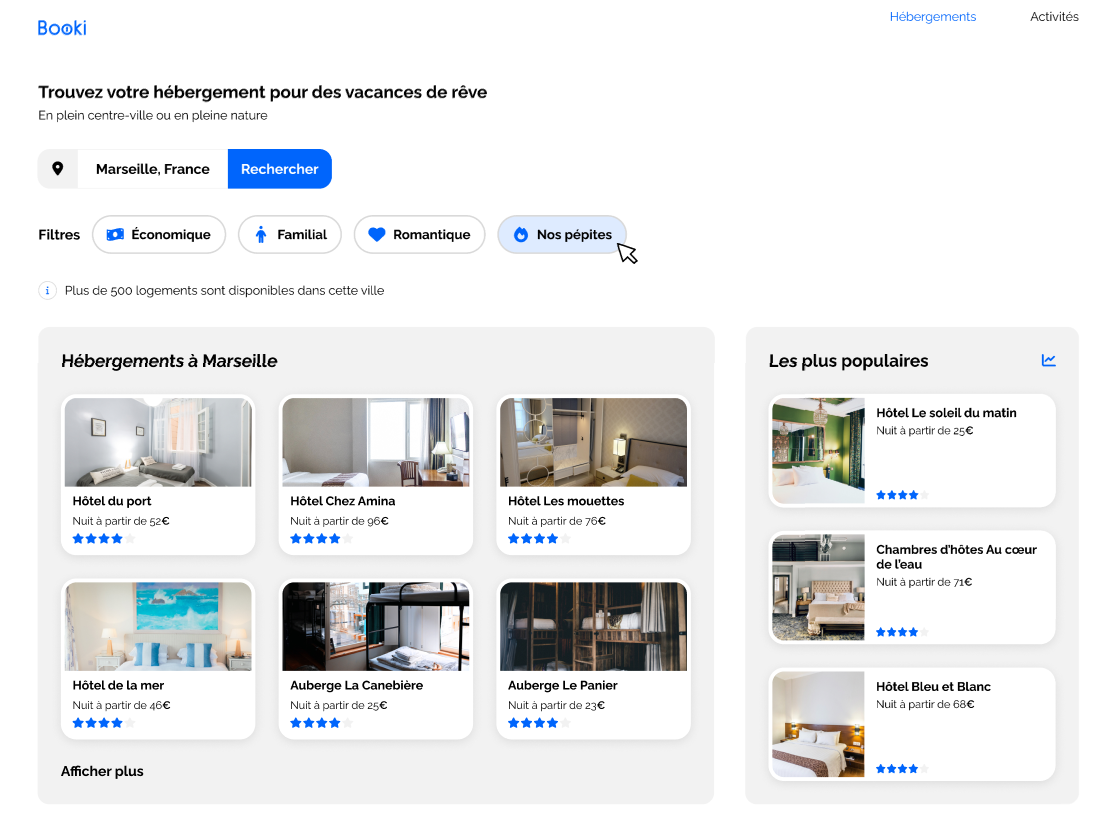 Booki
Hébergements
Activités
Trouvez votre hébergement pour des vacances de rêve
En plein centre-ville ou en pleine nature
Marseille, France
Rechercher
Filtres
Économique
Familial
Romantique
Nos pépites
i
Plus de 500 logements sont disponibles dans cette ville
Hébergements à Marseille
Hôtel du port
Nuit à partir de 52€
Hôtel Chez Amina
Nuit à partir de 96€
Hôtel Les mouettes
Nuit à partir de 76€
Hôtel de la mer
Nuit à partir de 46€
Auberge La Canebière
Nuit à partir de 25€
Auberge Le Panier
Nuit à partir de 23€
Afficher plus
Les plus populaires
Hôtel Le soleil du matin
Nuit à partir de 25€
Chambres d'hôtes Au cœur
de l'eau
Nuit à partir de 71€
Hôtel Bleu et Blanc
Nuit à partir de 68€